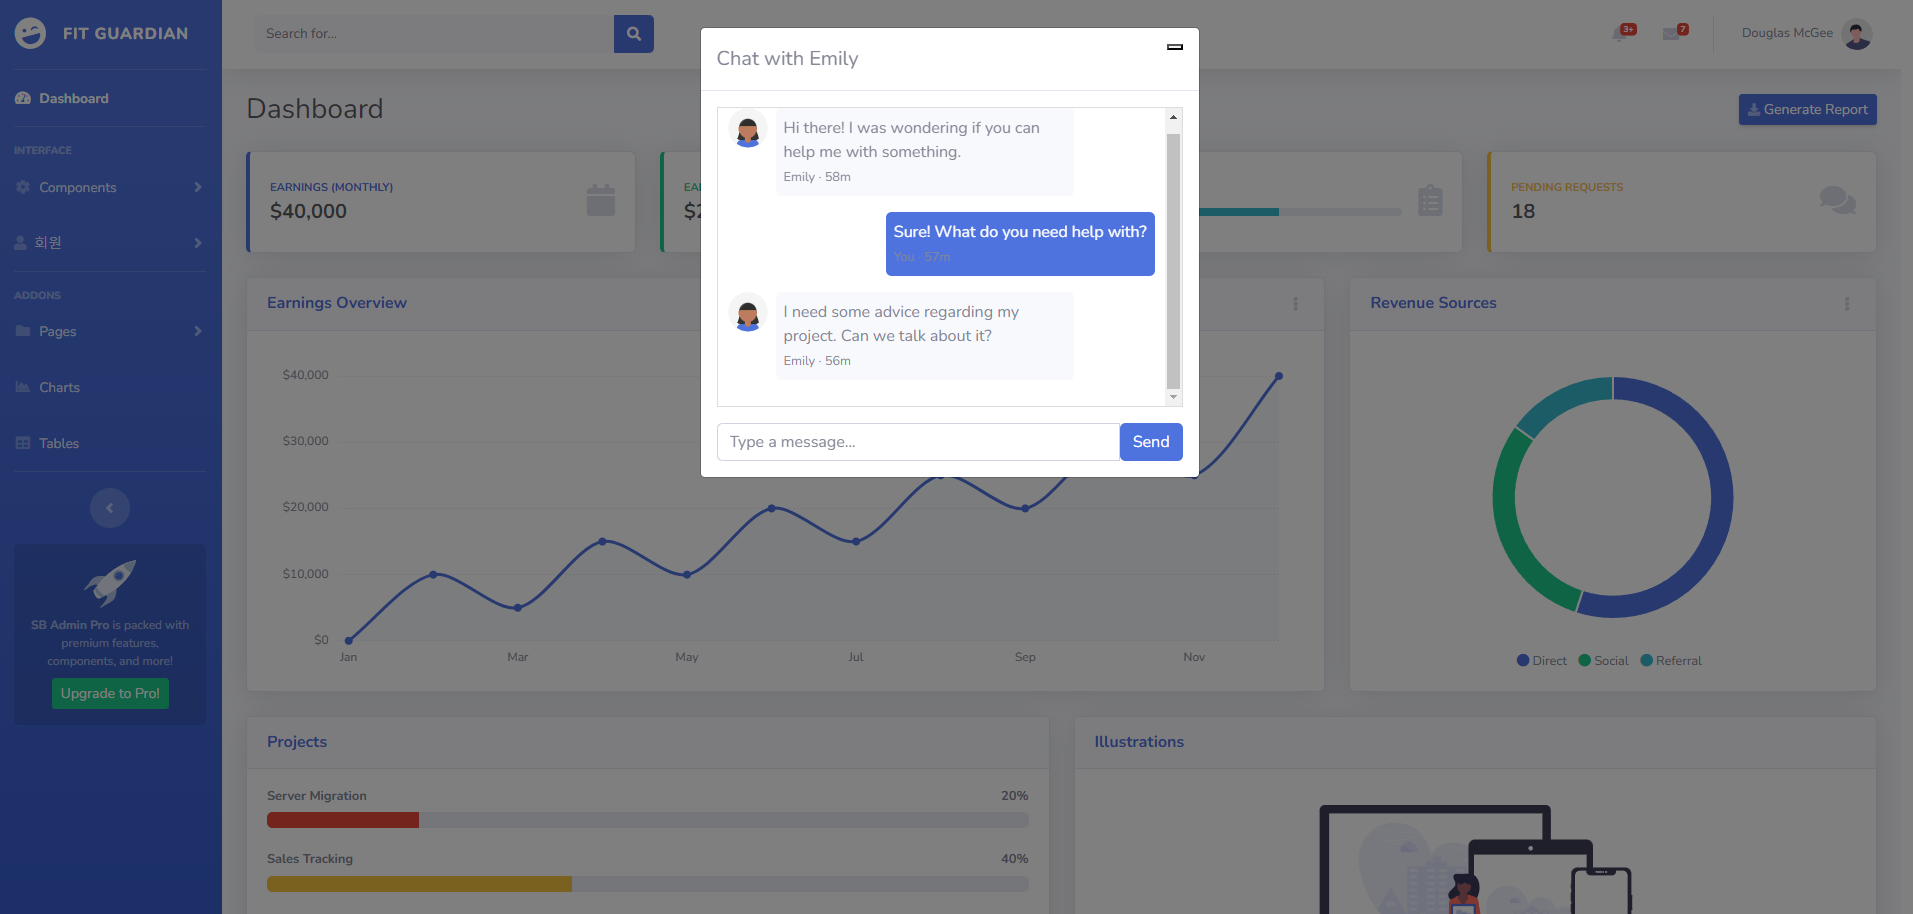 FIT GUARDIAN
Search for...
3+
7
Douglas McGee
Dashboard
INTERFACE
Components
회원
ADDONS
Pages
Charts
Tables
SB Admin Pro is packed with
premium features,
components, and more!
Upgrade to Pro!
Dashboard
Generate Report
EARNINGS (MONTHLY)
$40,000
PENDING REQUESTS
18
Chat with Emily
Hi there! I was wondering if you can
help me with something.
Emily · 58m
Sure! What do you need help with?
You · 57m
I need some advice regarding my
project. Can we talk about it?
Emily · 56m
Type a message...
Send
Earnings Overview
$40,000
$30,000
$20,000
$10,000
$0
Jan
Mar
May
Jul
Sep
Nov
Revenue Sources
Direct
Social
Referral
Projects
Server Migration
20%
Sales Tracking
40%
Illustrations